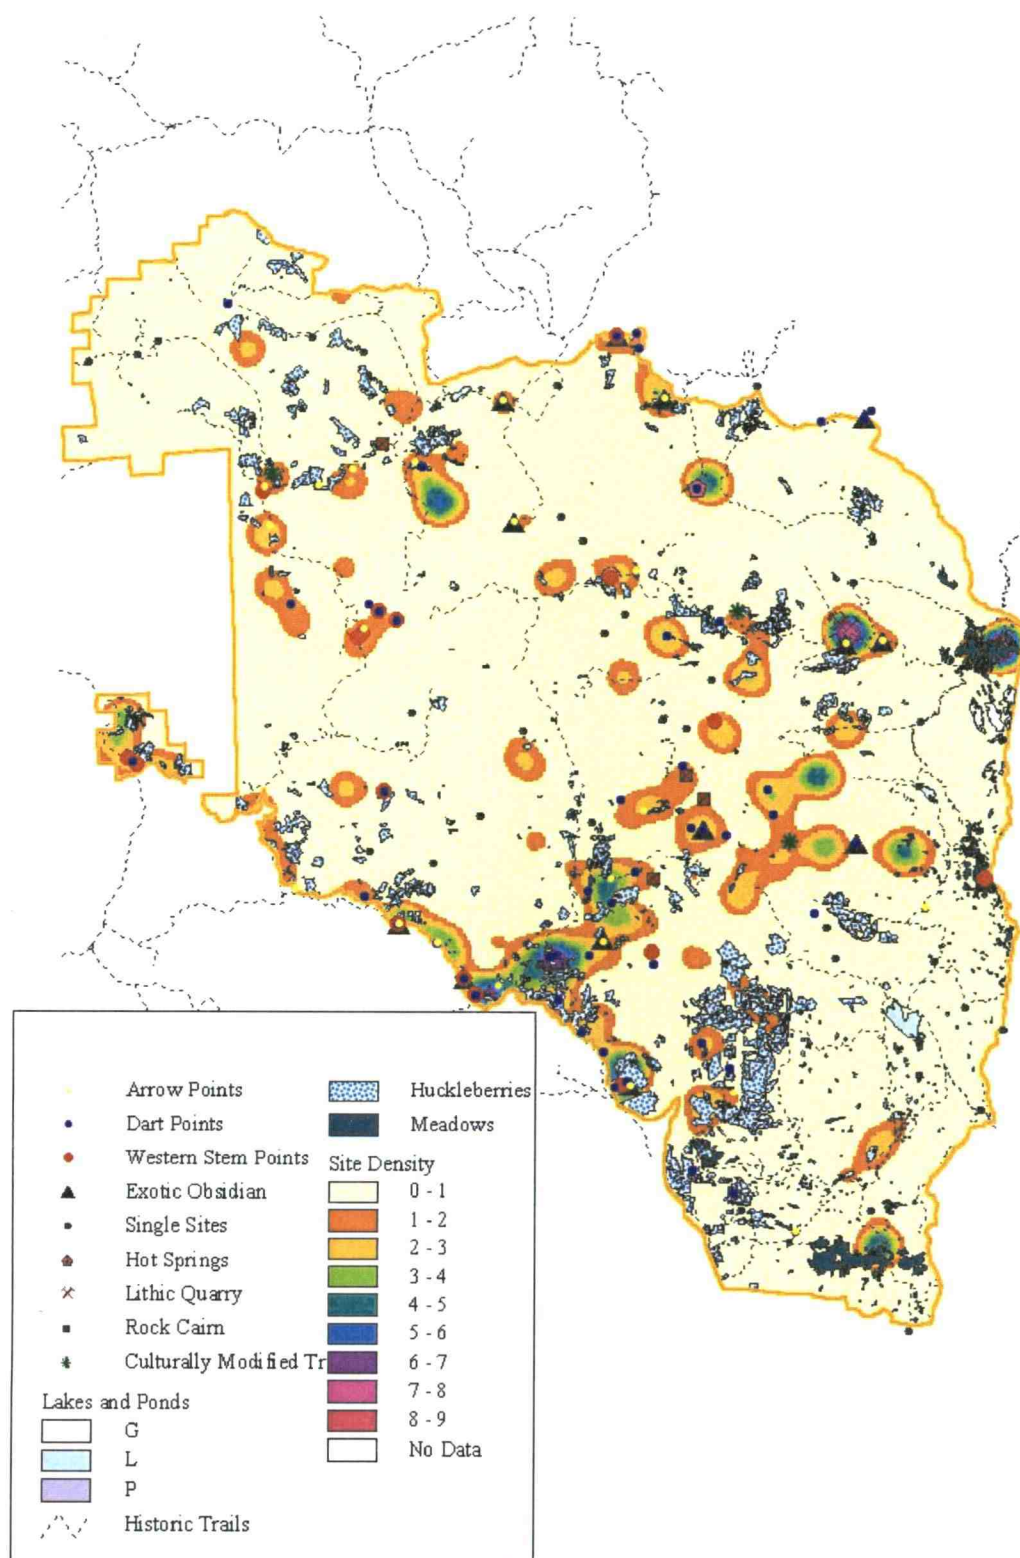 Arrow Points
Dart Points
Western Stem Points
Exotic Obsidian
Single Sites
Hot Springs
Lithic Quarry
Rock Cairn
Culturally Modified Tr
Lakes and Ponds
G
L
P
Historic Trails
Huckleberries
Meadows
Site Density
0 - 1
1 - 2
2 - 3
3 - 4
4 - 5
5 - 6
6 - 7
7 - 8
8 - 9
No Data